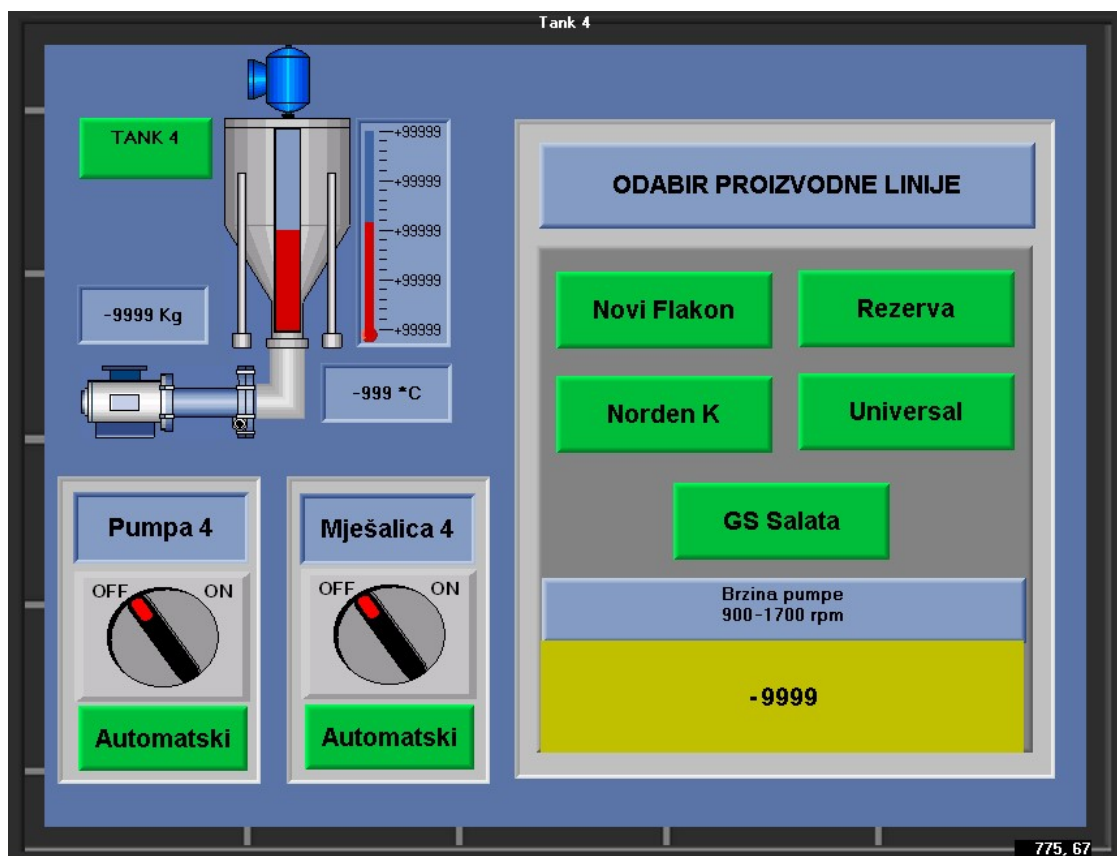 Tank 4
TANK 4
+99999
+99999
+99999
+99999
+99999
-9999 Kg
-999 *C
ODABIR PROIZVODNE LINIJE
Novi Flakon
Rezerva
Norden K
Universal
GS Salata
Brzina pumpe
900-1700 rpm
-9999
Pumpa 4
OFF ON
Automatski
Mješalica 4
OFF ON
Automatski
775, 67